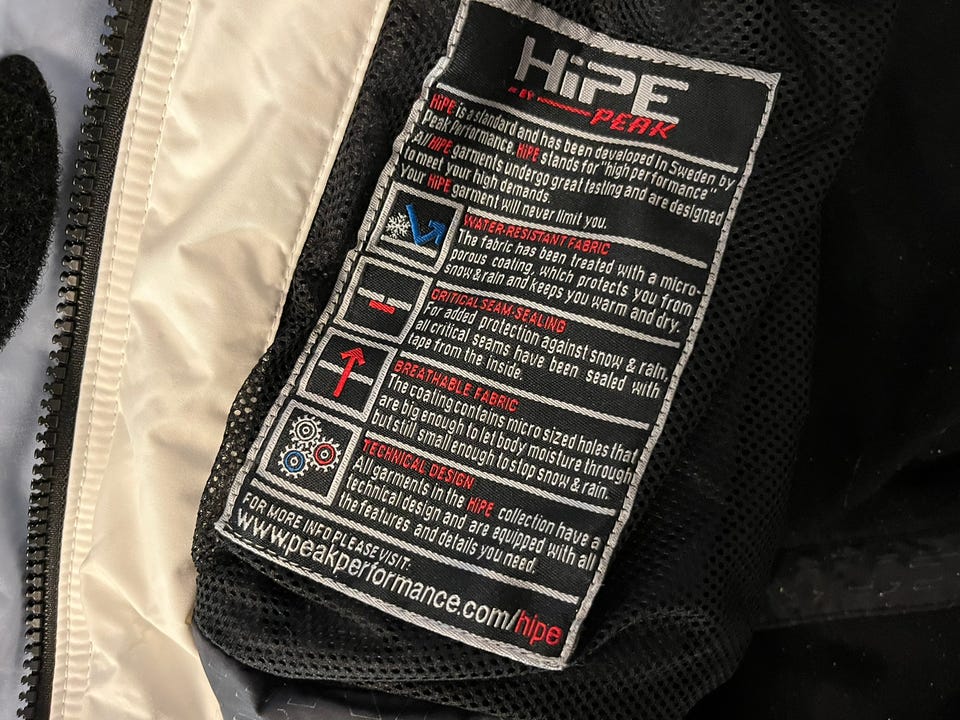 HiPE
BY
PEAK
HiPE is a standard and has been developed in Sweden by
Peak Performance. HiPE stands for "high performance".
All HiPE garments undergo great testing and are designed
to meet your high demands.
Your HiPE garment will never limit you.
WATER-RESISTANT FABRIC
The fabric has been treated with a micro-
porous coating, which protects you from
snow & rain and keeps you warm and dry.
CRITICAL SEAM-SEALING
For added protection against snow & rain,
all critical seams have been sealed with
tape from the inside.
BREATHABLE FABRIC
The coating contains micro sized holes that
are big enough to let body moisture through
but still small enough to stop snow & rain.
TECHNICAL DESIGN
All garments in the HiPE collection have a
technical design and are equipped with all
the features and details you need.
FOR MORE INFO PLEASE VISIT:
www.peakperformance.com/hipe